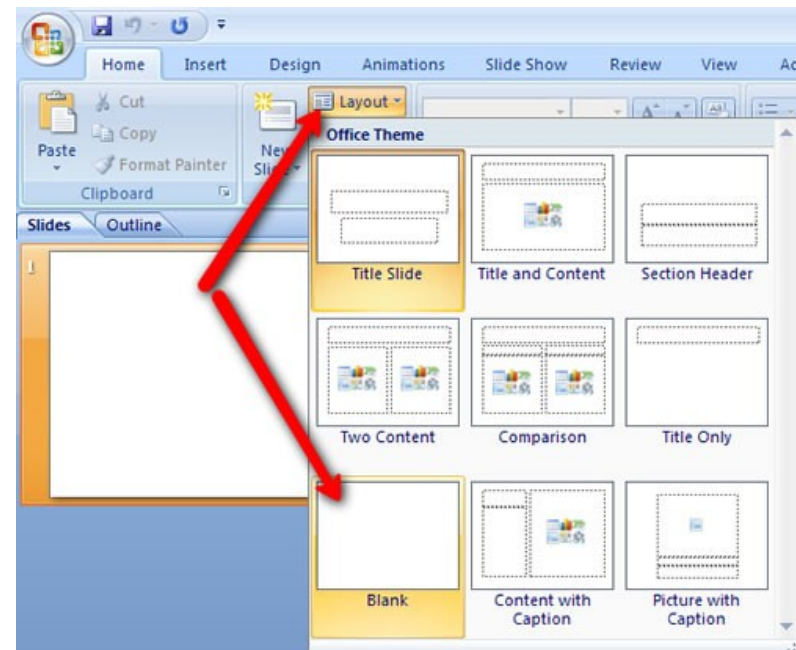 Home Insert Design Animations Slide Show Review View
Cut
Copy
Format Painter
Paste
Clipboard
New
Layout
Office Theme
Slides Outline
1
Title Slide Title and Content Section Header
Two Content Comparison Title Only
Blank Content with Caption Picture with Caption